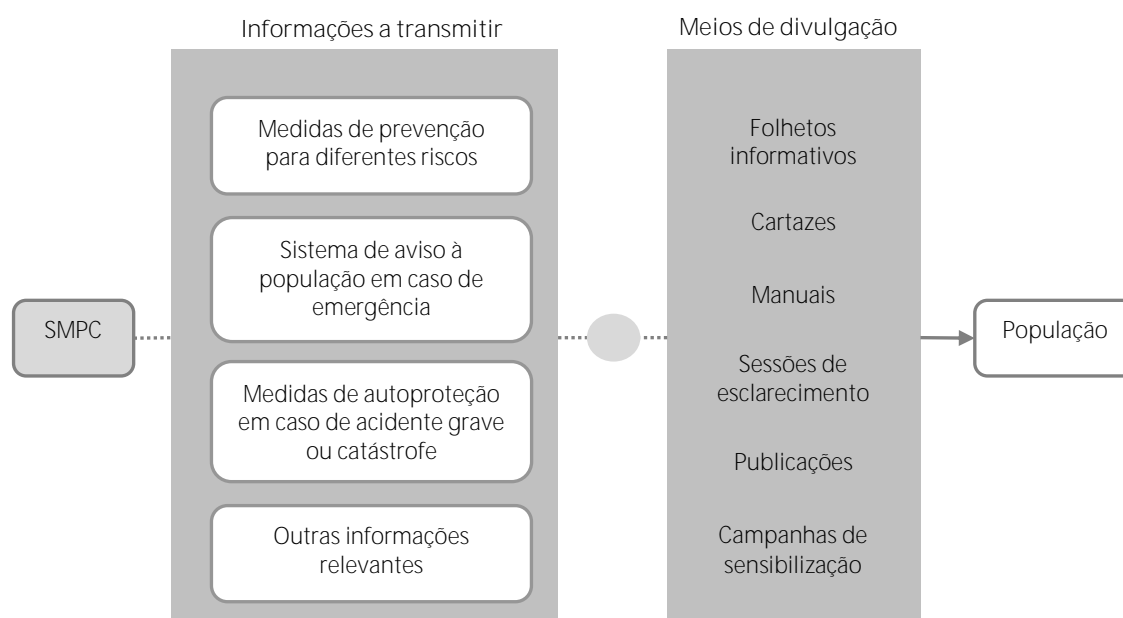 Informações a transmitir
Meios de divulgação
SMPC
Medidas de prevenção
para diferentes riscos
Sistema de aviso à
população em caso de
emergência
Medidas de autoproteção
em caso de acidente grave
ou catástrofe
Outras informações
relevantes
Folhetos
informativos
Cartazes
Manuais
Sessões de
esclarecimento
Publicações
Campanhas de
sensibilização
População